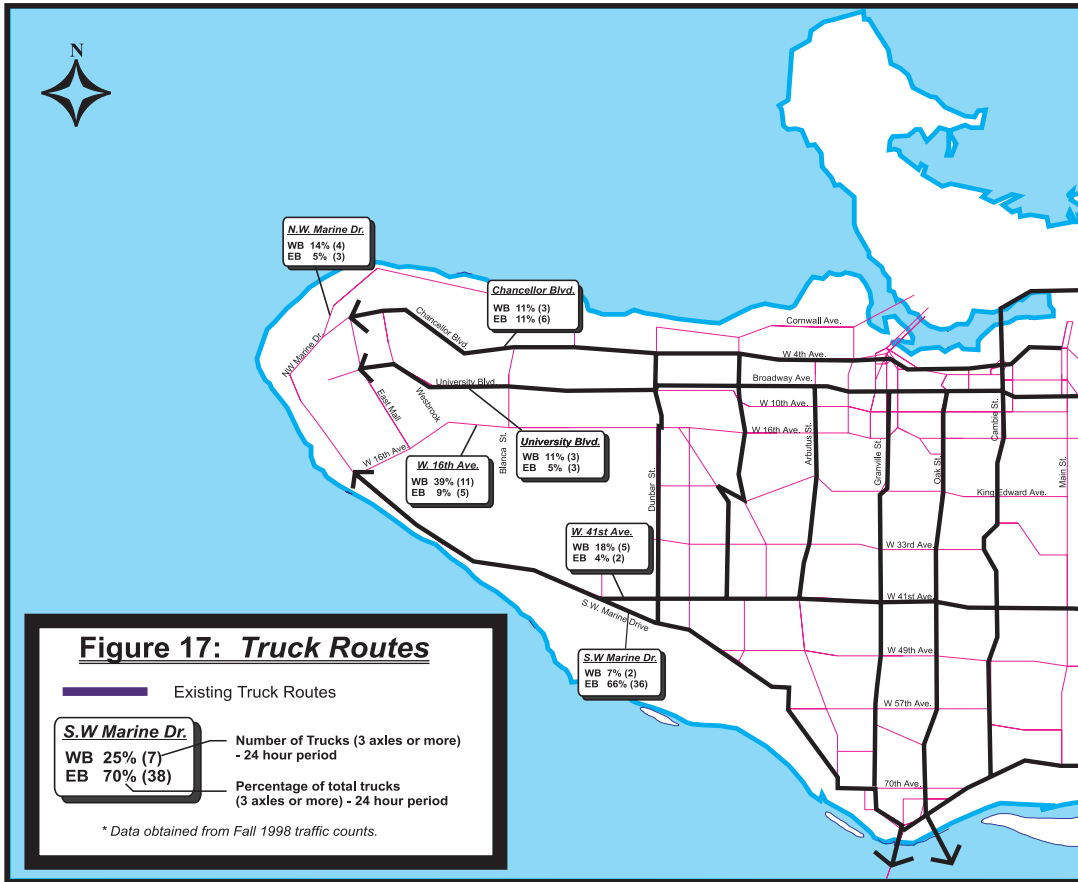 N
N.W. Marine Dr.
WB 14% (4)
EB 5% (3)
Chancellor Blvd.
WB 11% (3)
EB 11% (6)
Cornwall Ave.
Chancellor Blvd.
W 4th Ave.
NW Marine Dr.
Broadway Ave.
University Blvd.
East Mall
Wesbrook
W 10th Ave.
W 16th Ave.
University Blvd.
WB 11% (3)
EB 5% (3)
W 16th Ave.
W. 16th Ave.
WB 39% (11)
EB 9% (5)
Blanca St.
Dunbar St.
Arbutus St.
Granville St.
Oak St.
Cambie St.
Main St.
King Edward Ave.
W. 41st Ave.
WB 18% (5)
EB 4% (2)
W 33rd Ave.
W 41st Ave.
S.W. Marine Drive
S.W Marine Dr.
WB 7% (2)
EB 66% (36)
W 49th Ave.
W 57th Ave.
70th Ave.
Figure 17: Truck Routes
Existing Truck Routes
S.W Marine Dr.
WB 25% (7)
EB 70% (38)
Number of Trucks (3 axles or more)
- 24 hour period
Percentage of total trucks
(3 axles or more) - 24 hour period
* Data obtained from Fall 1998 traffic counts.